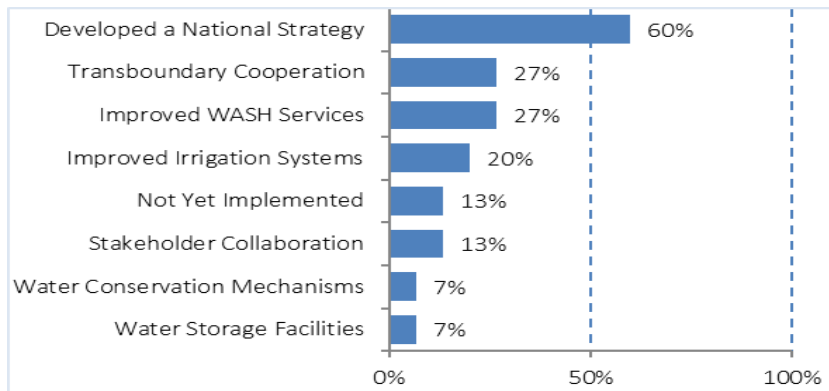 Developed a National Strategy 60%
Transboundary Cooperation 27%
Improved WASH Services 27%
Improved Irrigation Systems 20%
Not Yet Implemented 13%
Stakeholder Collaboration 13%
Water Conservation Mechanisms 7%
Water Storage Facilities 7%
0% 50% 100%